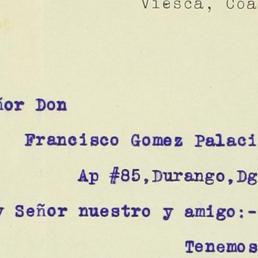 Viesca, Coa
ñor Don
Francisco Gomez Palaci
Ap #85,Durango,Dg
y Señor nuestro y amigo:-
Tenemos